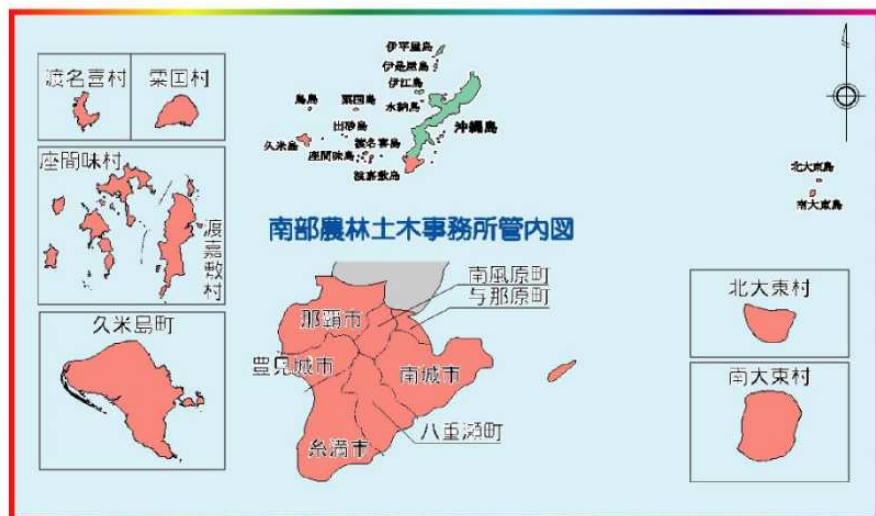 渡名喜村
粟国村
座間味村
渡嘉敷村
久米島町
伊平屋島
伊是屋島
伊江島
鳥島
粟国島
水納島
沖縄島
出砂島
久米島
渡名喜島
座間味島
渡嘉敷島
北大東島
南大東島
南部農林土木事務所管内図
南風原町
与那原町
那覇市
豊見城市
南城市
八重瀬町
糸満市
北大東村
南大東村